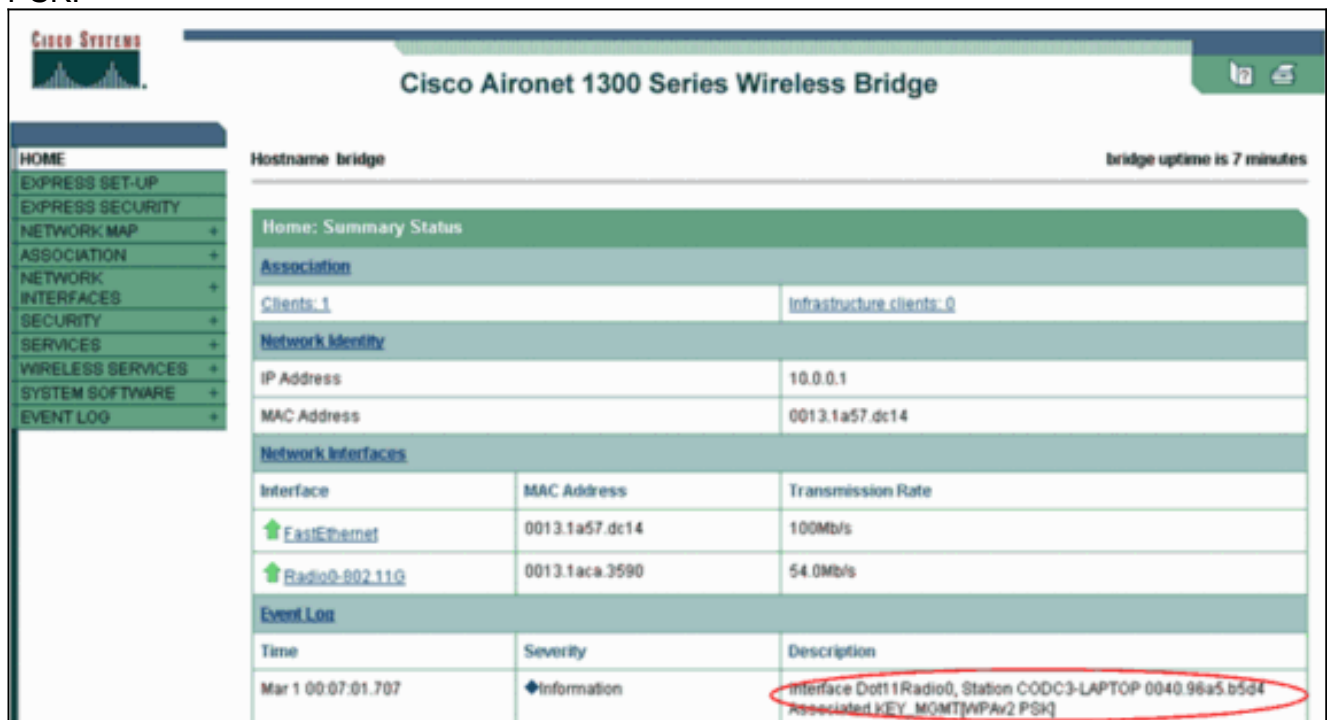 CISCO SYSTEMS
Cisco Aironet 1300 Series Wireless Bridge
HOME
EXPRESS SET-UP
EXPRESS SECURITY
NETWORK MAP +
ASSOCIATION +
NETWORK
INTERFACES +
SECURITY +
SERVICES +
WIRELESS SERVICES +
SYSTEM SOFTWARE +
EVENT LOG +
Hostname bridge
bridge uptime is 7 minutes
Home: Summary Status
Association
Clients: 1
Infrastructure clients: 0
Network Identity
IP Address
10.0.0.1
MAC Address
0013.1a57.dc14
Network Interfaces
Interface
MAC Address
Transmission Rate
FastEthernet
0013.1a57.dc14
100Mb/s
Radio0-802.11G
0013.1aca.3590
54.0Mb/s
Event Log
Time
Severity
Description
Mar 1 00:07:01.707
Information
Interface Dot11Radio0, Station CODC3-LAPTOP 0040.96a5.b5d4
Associated KEY_MGMT[WPAv2 PSK]